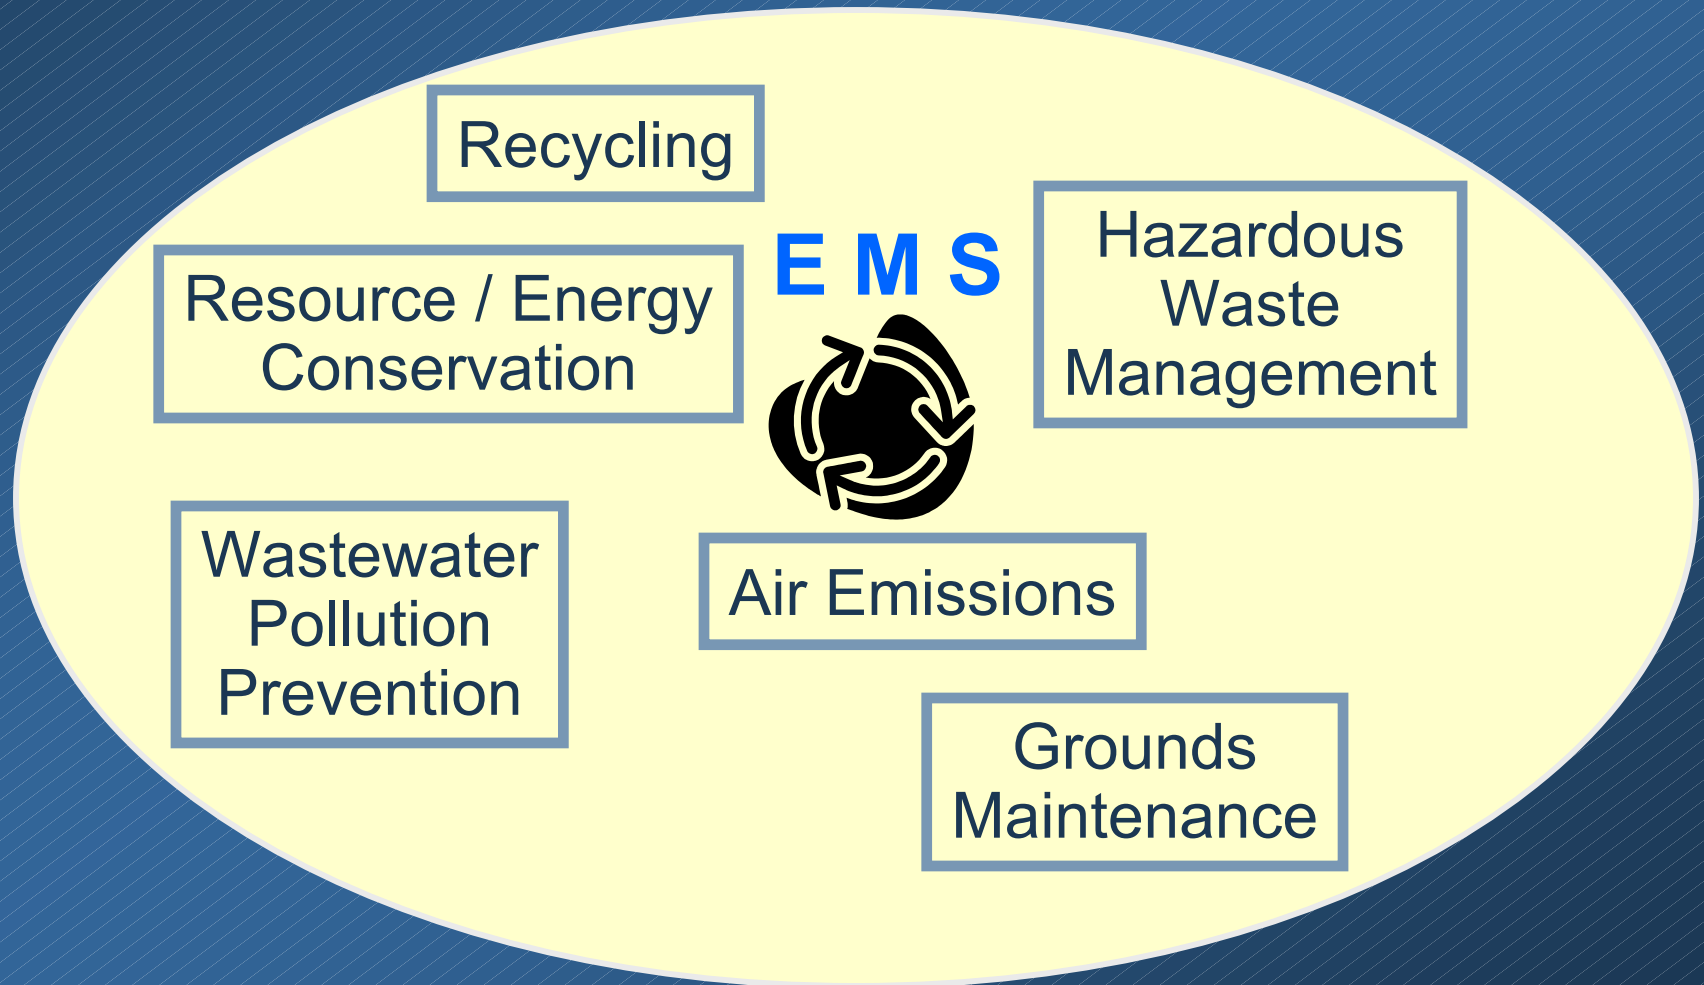 Recycling
E M S
Hazardous
Waste
Management
Resource / Energy
Conservation
Wastewater
Pollution
Prevention
Air Emissions
Grounds
Maintenance